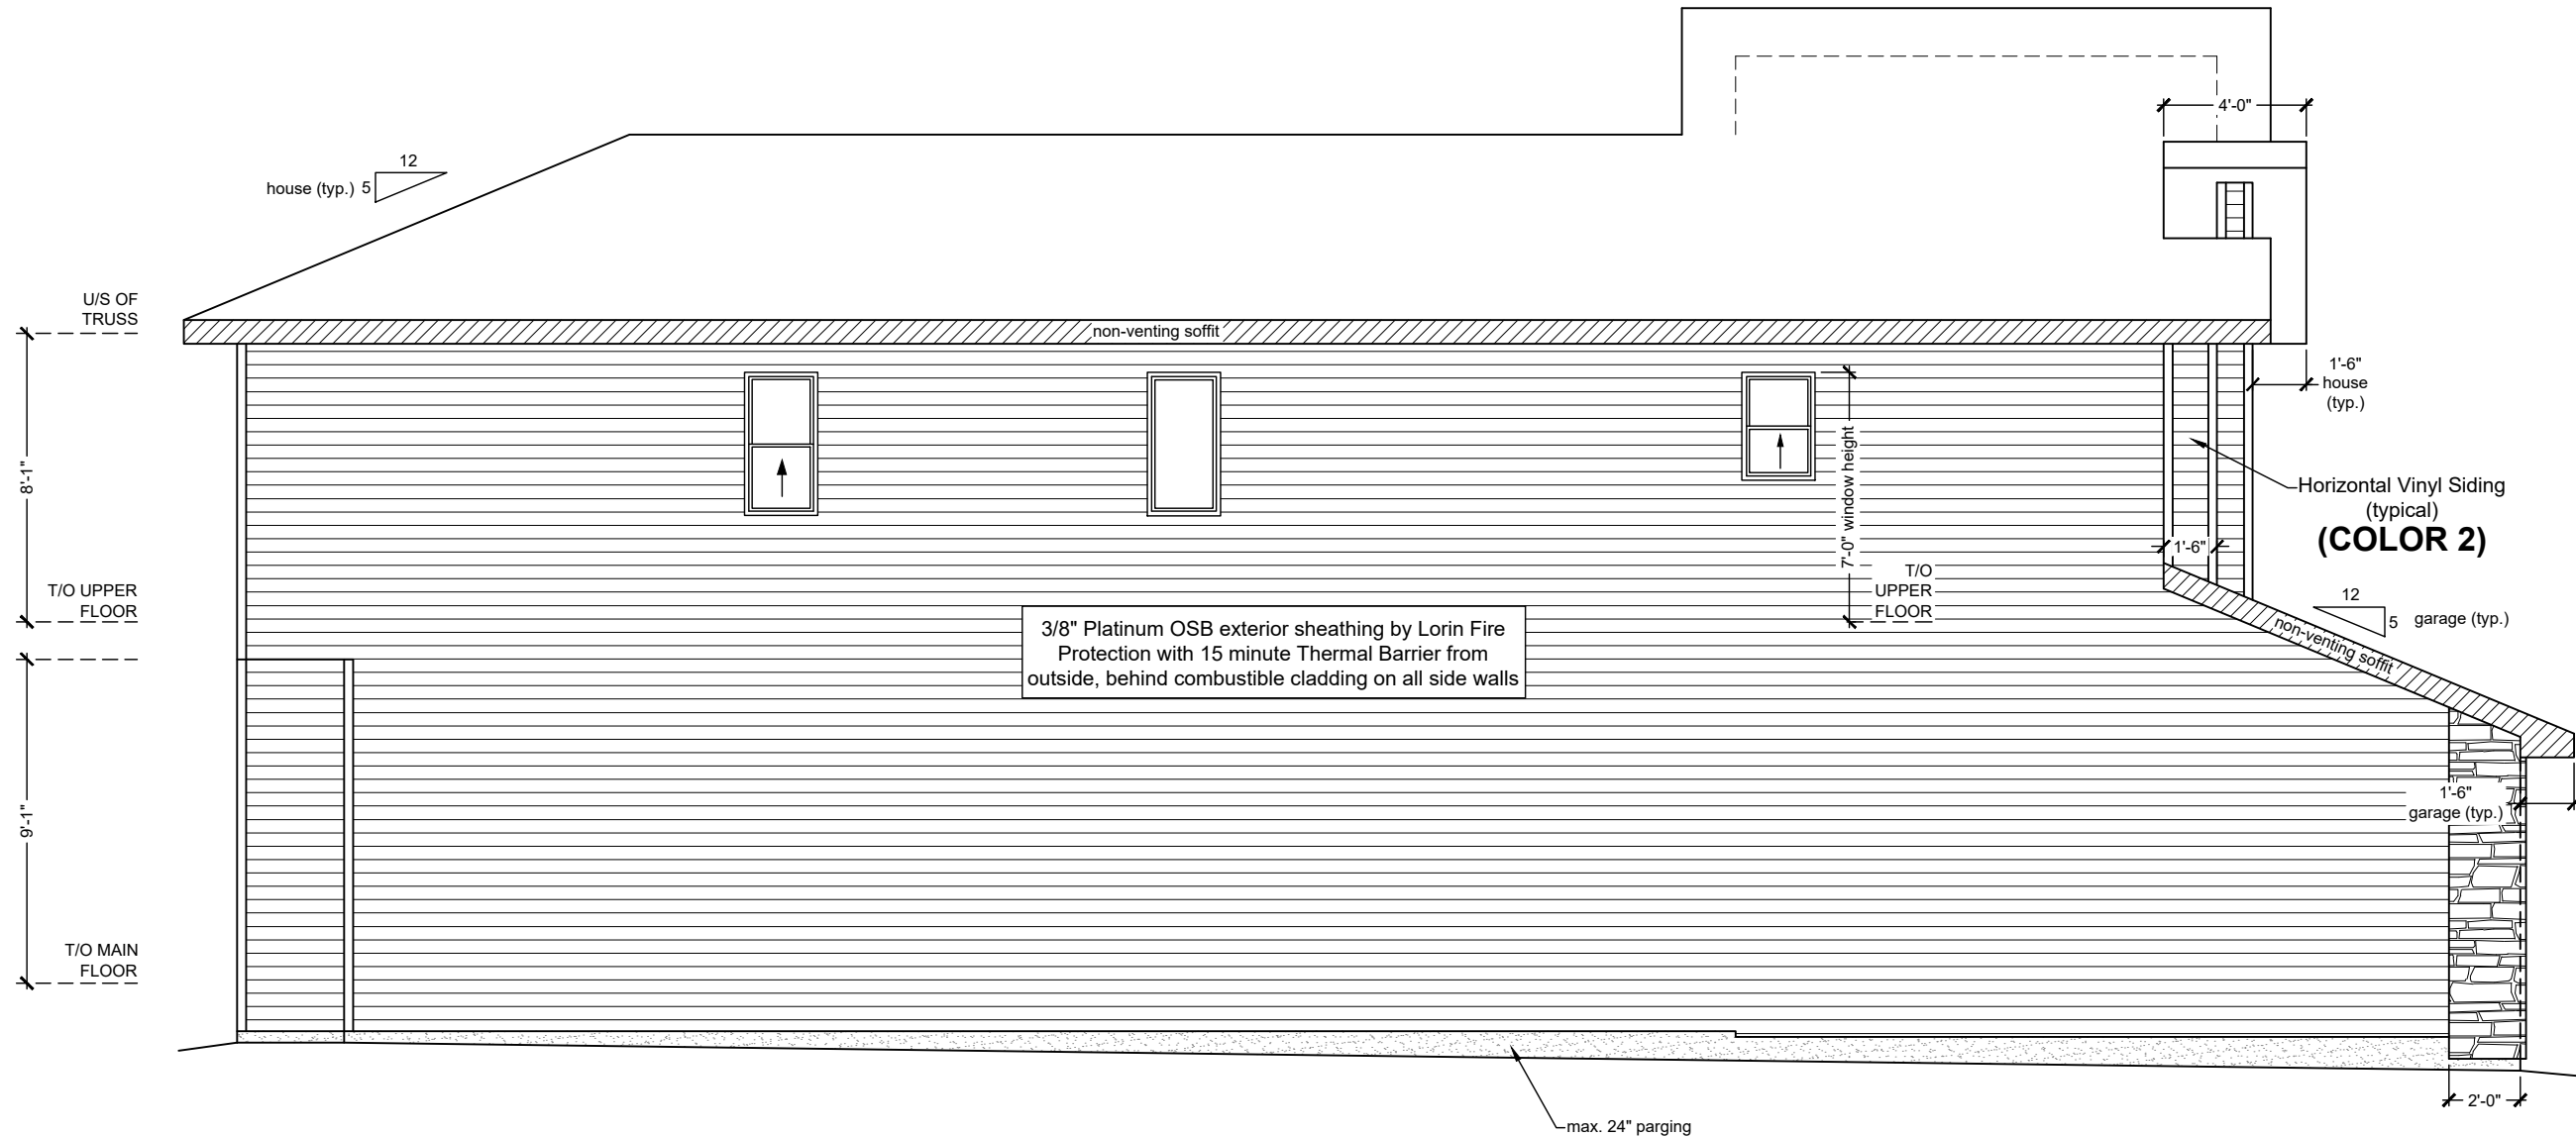 4'-0"
12
house (typ.) 5
U/S OF
TRUSS
non-venting soffit
1'-6"
house
(typ.)
8'-1"
7'-0" window height
Horizontal Vinyl Siding
(typical)
(COLOR 2)
1'-6"
T/O UPPER
FLOOR
T/O
UPPER
FLOOR
12
5 garage (typ.)
non-venting soffit
3/8" Platinum OSB exterior sheathing by Lorin Fire
Protection with 15 minute Thermal Barrier from
outside, behind combustible cladding on all side walls
9'-1"
1'-6"
garage (typ.)
T/O MAIN
FLOOR
2'-0"
max. 24" parging